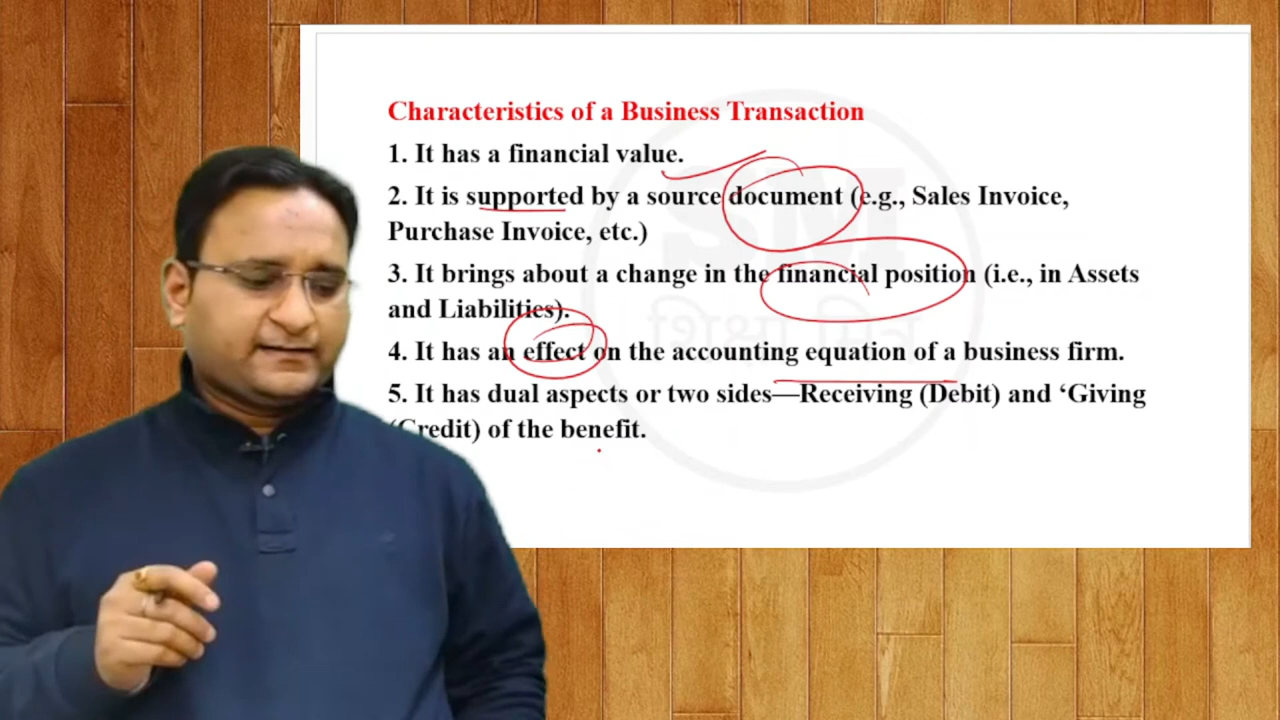 Characteristics of a Business Transaction
1. It has a financial value.
2. It is supported by a source document (e.g., Sales Invoice,
Purchase Invoice, etc.)
3. It brings about a change in the financial position (i.e., in Assets
and Liabilities).
4. It has an effect on the accounting equation of a business firm.
5. It has dual aspects or two sides—Receiving (Debit) and ‘Giving
(Credit) of the benefit.
SM
शिक्षा मित्र